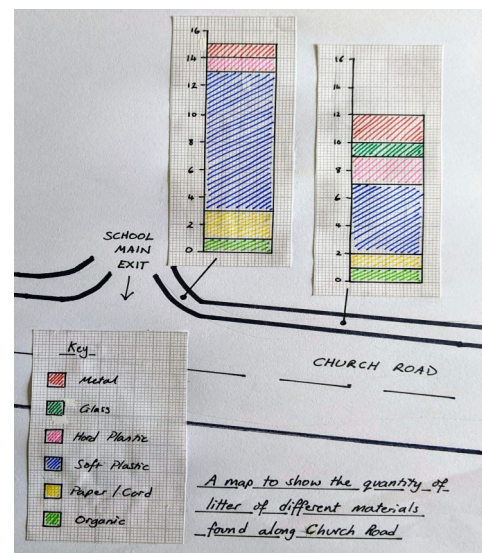 16
14
12
10
8
6
4
2
0
16
14
12
10
8
6
4
2
0
SCHOOL
MAIN
EXIT
CHURCH ROAD
Key
Metal
Glass
Hard Plastic
Soft Plastic
Paper / Card
Organic
A map to show the quantity of
litter of different materials
found along Church Road